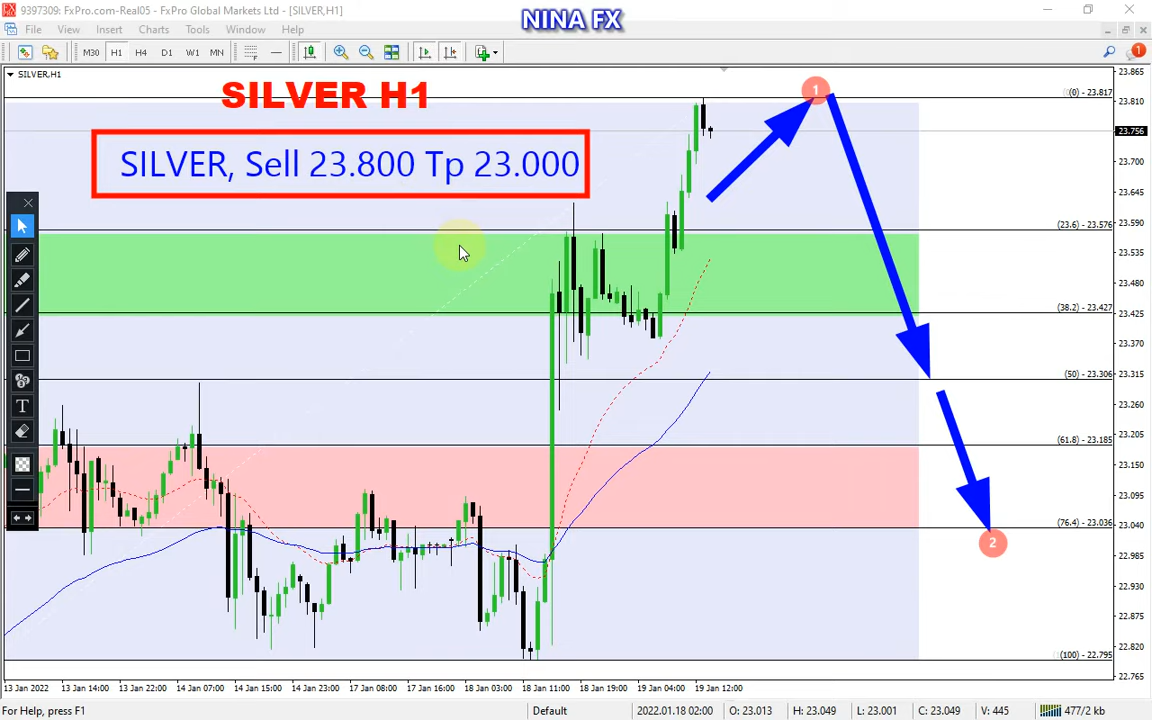 9397309: FxPro.com-Real05 - FxPro Global Markets Ltd - [SILVER,H1]
NINA FX
File View Insert Charts Tools Window Help
M30 H1 H4 D1 W1 MN
1
SILVER,H1
SILVER H1
SILVER, Sell 23.800 Tp 23.000
1
2
T
(0) - 23.817
(23.6) - 23.576
(38.2) - 23.427
(50) - 23.306
(61.8) - 23.185
(76.4) - 23.036
(100) - 22.795
23.865
23.810
23.756
23.700
23.645
23.590
23.535
23.480
23.425
23.370
23.315
23.260
23.205
23.150
23.095
23.040
22.985
22.930
22.875
22.820
22.765
13 Jan 2022 13 Jan 14:00 13 Jan 22:00 14 Jan 07:00 14 Jan 15:00 14 Jan 23:00 17 Jan 08:00 17 Jan 16:00 18 Jan 03:00 18 Jan 11:00 18 Jan 19:00 19 Jan 04:00 19 Jan 12:00
For Help, press F1 Default 2022.01.18 02:00 O: 23.013 H: 23.049 L: 23.001 C: 23.049 V: 445 477/2 kb